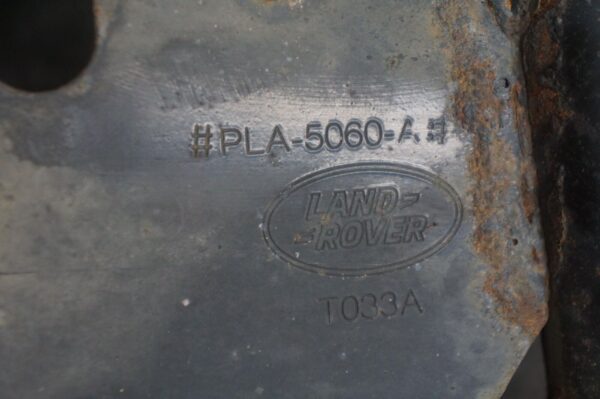 #PLA-5060-A#
LAND-
-ROVER
T033A